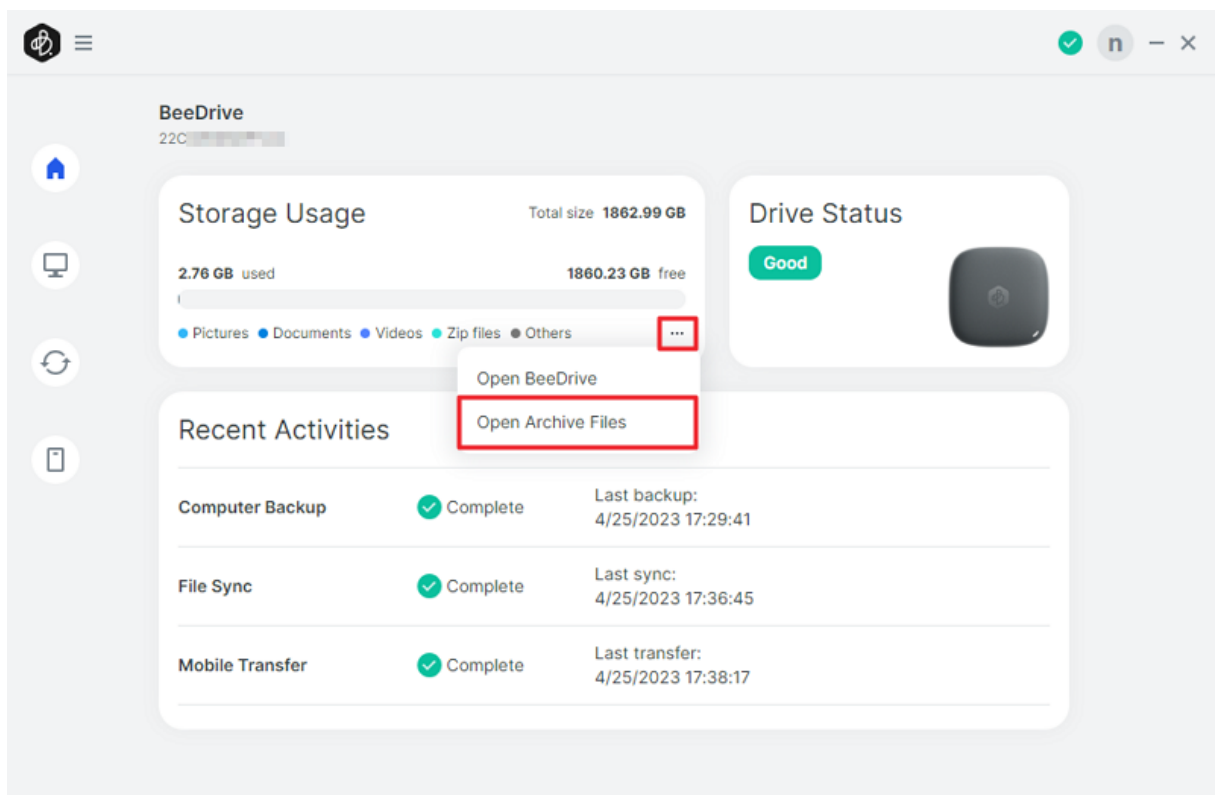 n
BeeDrive
22C
Storage Usage
Total size 1862.99 GB
2.76 GB used
1860.23 GB free
Pictures Documents Videos Zip files Others
Open BeeDrive
Open Archive Files
Drive Status
Good
Recent Activities
Computer Backup
Complete
Last backup:
4/25/2023 17:29:41
File Sync
Complete
Last sync:
4/25/2023 17:36:45
Mobile Transfer
Complete
Last transfer:
4/25/2023 17:38:17